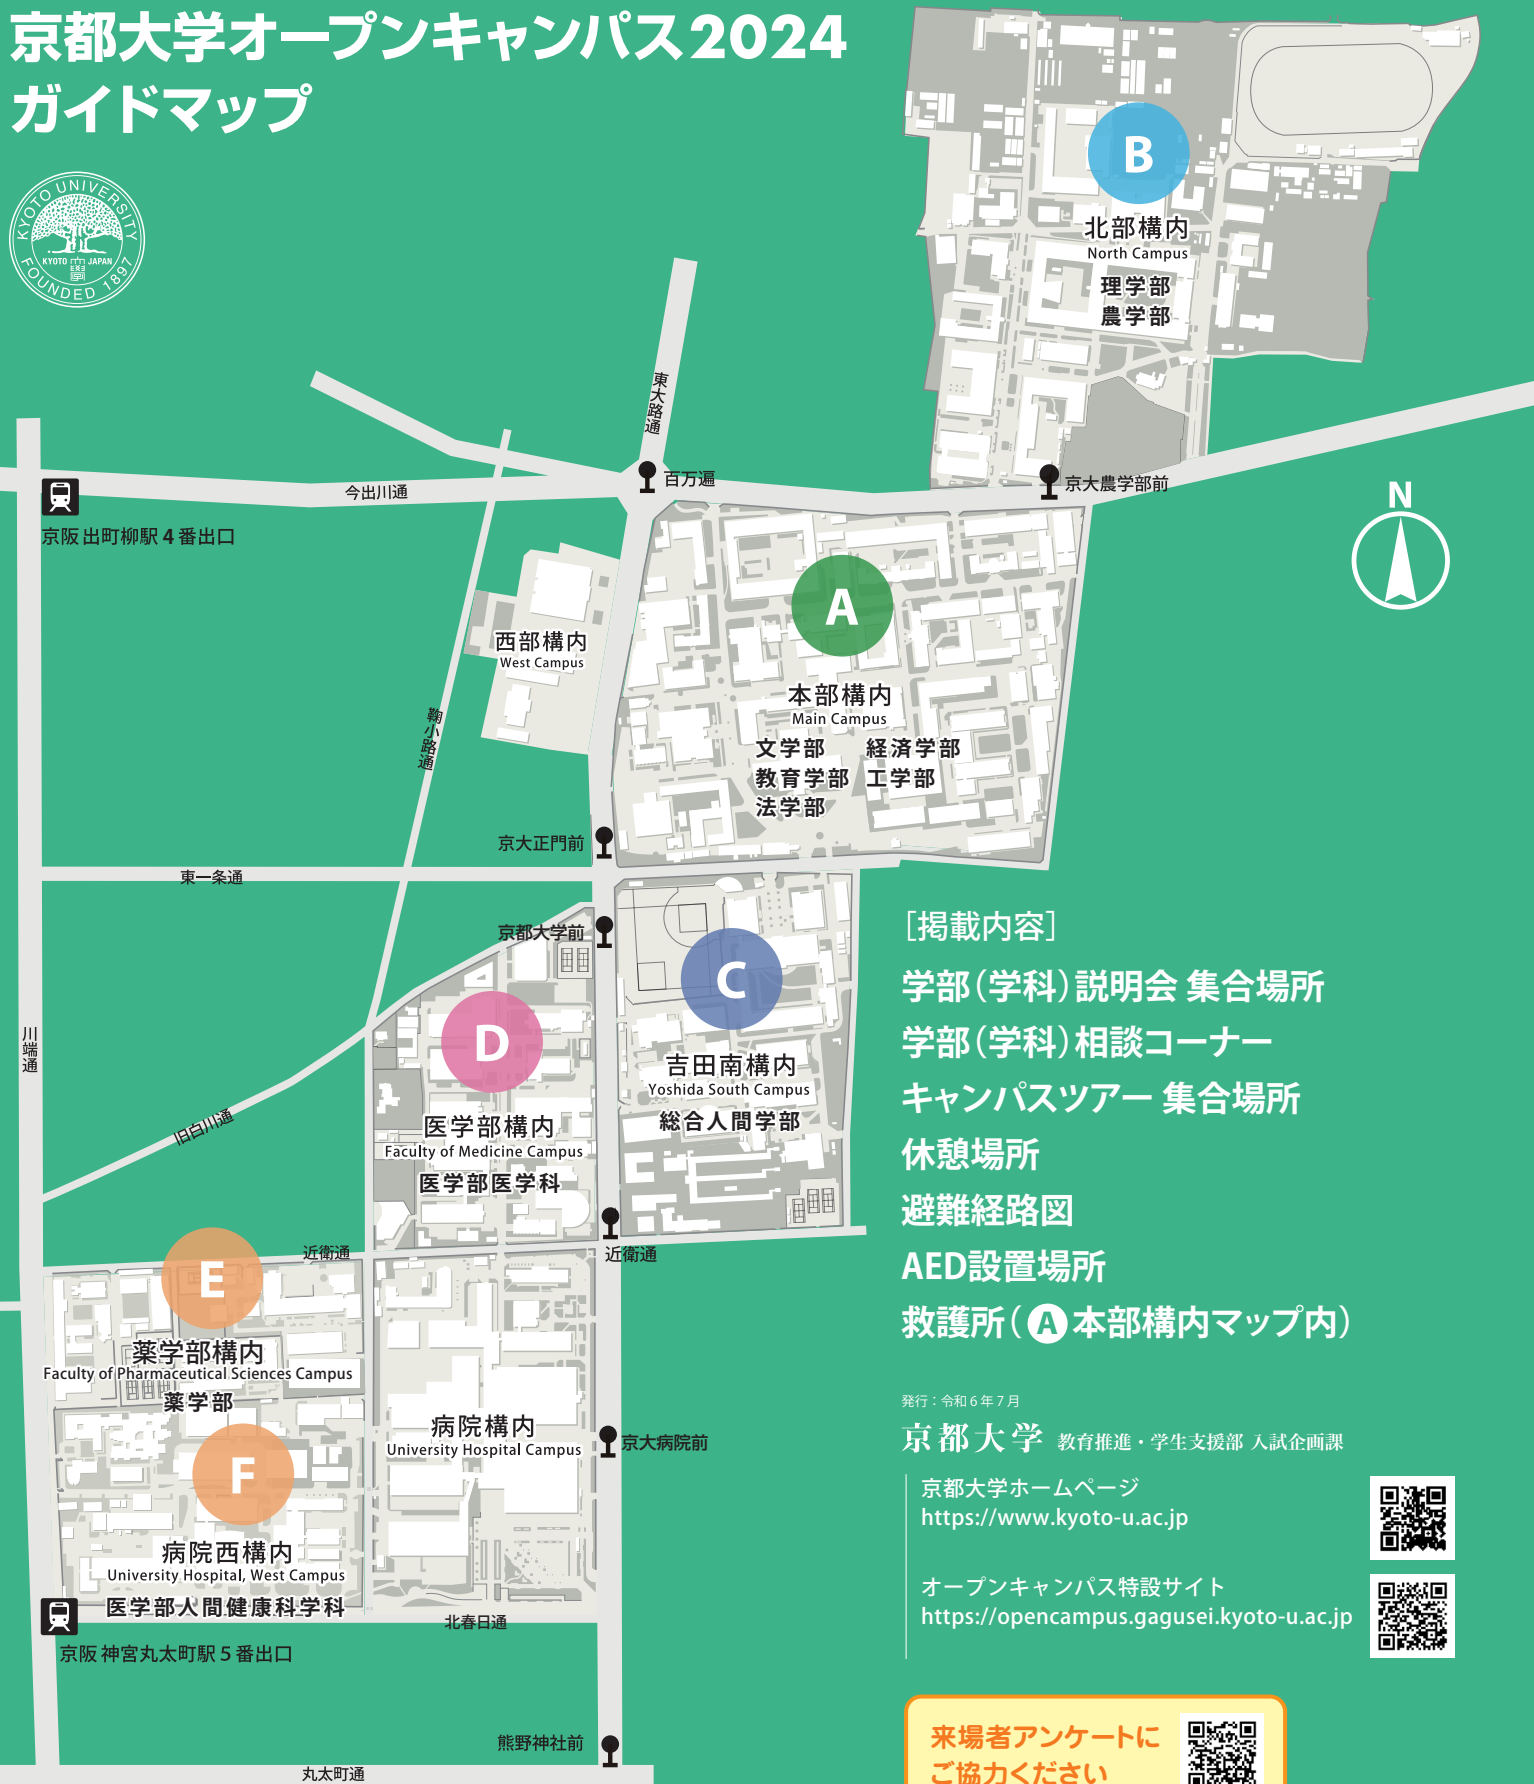 京都大学オープンキャンパス2024
ガイドマップ
KYOTO UNIVERSITY
KYOTO JAPAN
FOUNDED 1897
B
北部構内
North Campus
理学部
農学部
東大路通
百万遍
京大農学部前
今出川通
京阪 出町柳駅 4 番出口
N
A
西部構内
West Campus
本部構内
Main Campus
文学部 経済学部
教育学部 工学部
法学部
鞠小路通
京大正門前
東一条通
京都大学前
C
D
吉田南構内
Yoshida South Campus
総合人間学部
川端通
旧白川通
医学部構内
Faculty of Medicine Campus
医学部医学科
近衛通
近衛通
E
薬学部構内
Faculty of Pharmaceutical Sciences Campus
薬学部
病院構内
University Hospital Campus
京大病院前
F
病院西構内
University Hospital, West Campus
医学部人間健康科学科
北春日通
京阪 神宮丸太町駅 5 番出口
熊野神社前
丸太町通
［掲載内容］
学部（学科）説明会 集合場所
学部（学科）相談コーナー
キャンパスツアー 集合場所
休憩場所
避難経路図
AED設置場所
救護所（A本部構内マップ内）
発行：令和 6 年 7 月
京都大学 教育推進・学生支援部 入試企画課
京都大学ホームページ
https://www.kyoto-u.ac.jp
オープンキャンパス特設サイト
https://opencampus.gagusei.kyoto-u.ac.jp
来場者アンケートに
ご協力ください